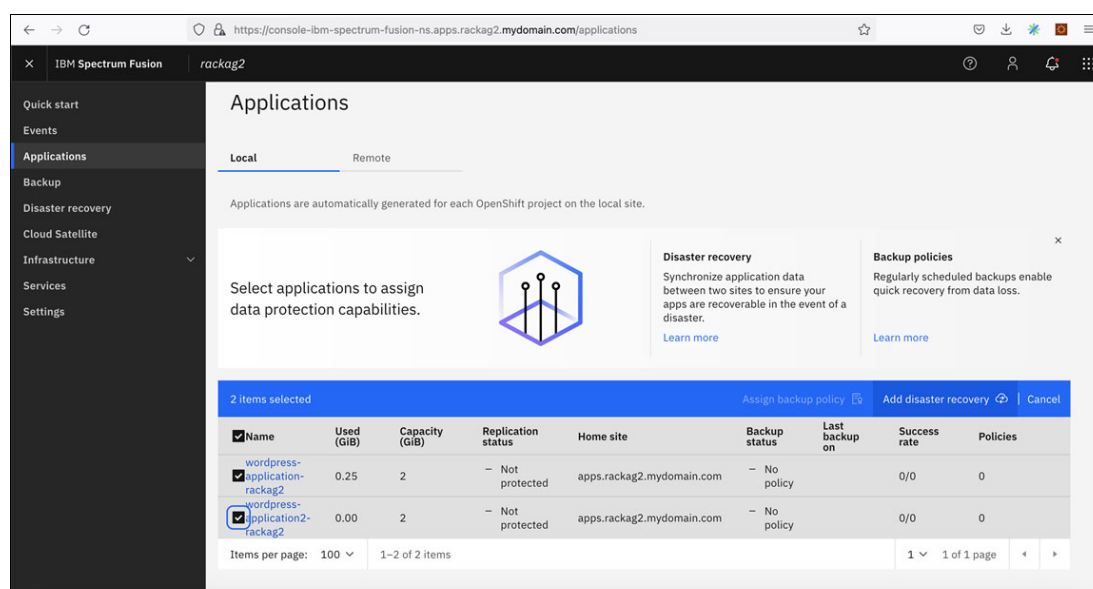 https://console-ibm-spectrum-fusion-ns.apps.rackag2.mydomain.com/applications
IBM Spectrum Fusion rackag2
Quick start
Events
Applications
Backup
Disaster recovery
Cloud Satellite
Infrastructure
Services
Settings
Applications
Local Remote
Applications are automatically generated for each OpenShift project on the local site.
Select applications to assign
data protection capabilities.
Disaster recovery
Synchronize application data
between two sites to ensure your
apps are recoverable in the event of a
disaster.
Learn more
Backup policies
Regularly scheduled backups enable
quick recovery from data loss.
Learn more
2 items selected Assign backup policy Add disaster recovery Cancel
Name Used (GiB) Capacity (GiB) Replication status Home site Backup status Last backup on Success rate Policies
wordpress-application-rackag2 0.25 2 – Not protected apps.rackag2.mydomain.com – No policy 0/0 0
wordpress-application2-rackag2 0.00 2 – Not protected apps.rackag2.mydomain.com – No policy 0/0 0
Items per page: 100 1–2 of 2 items 1 1 of 1 page